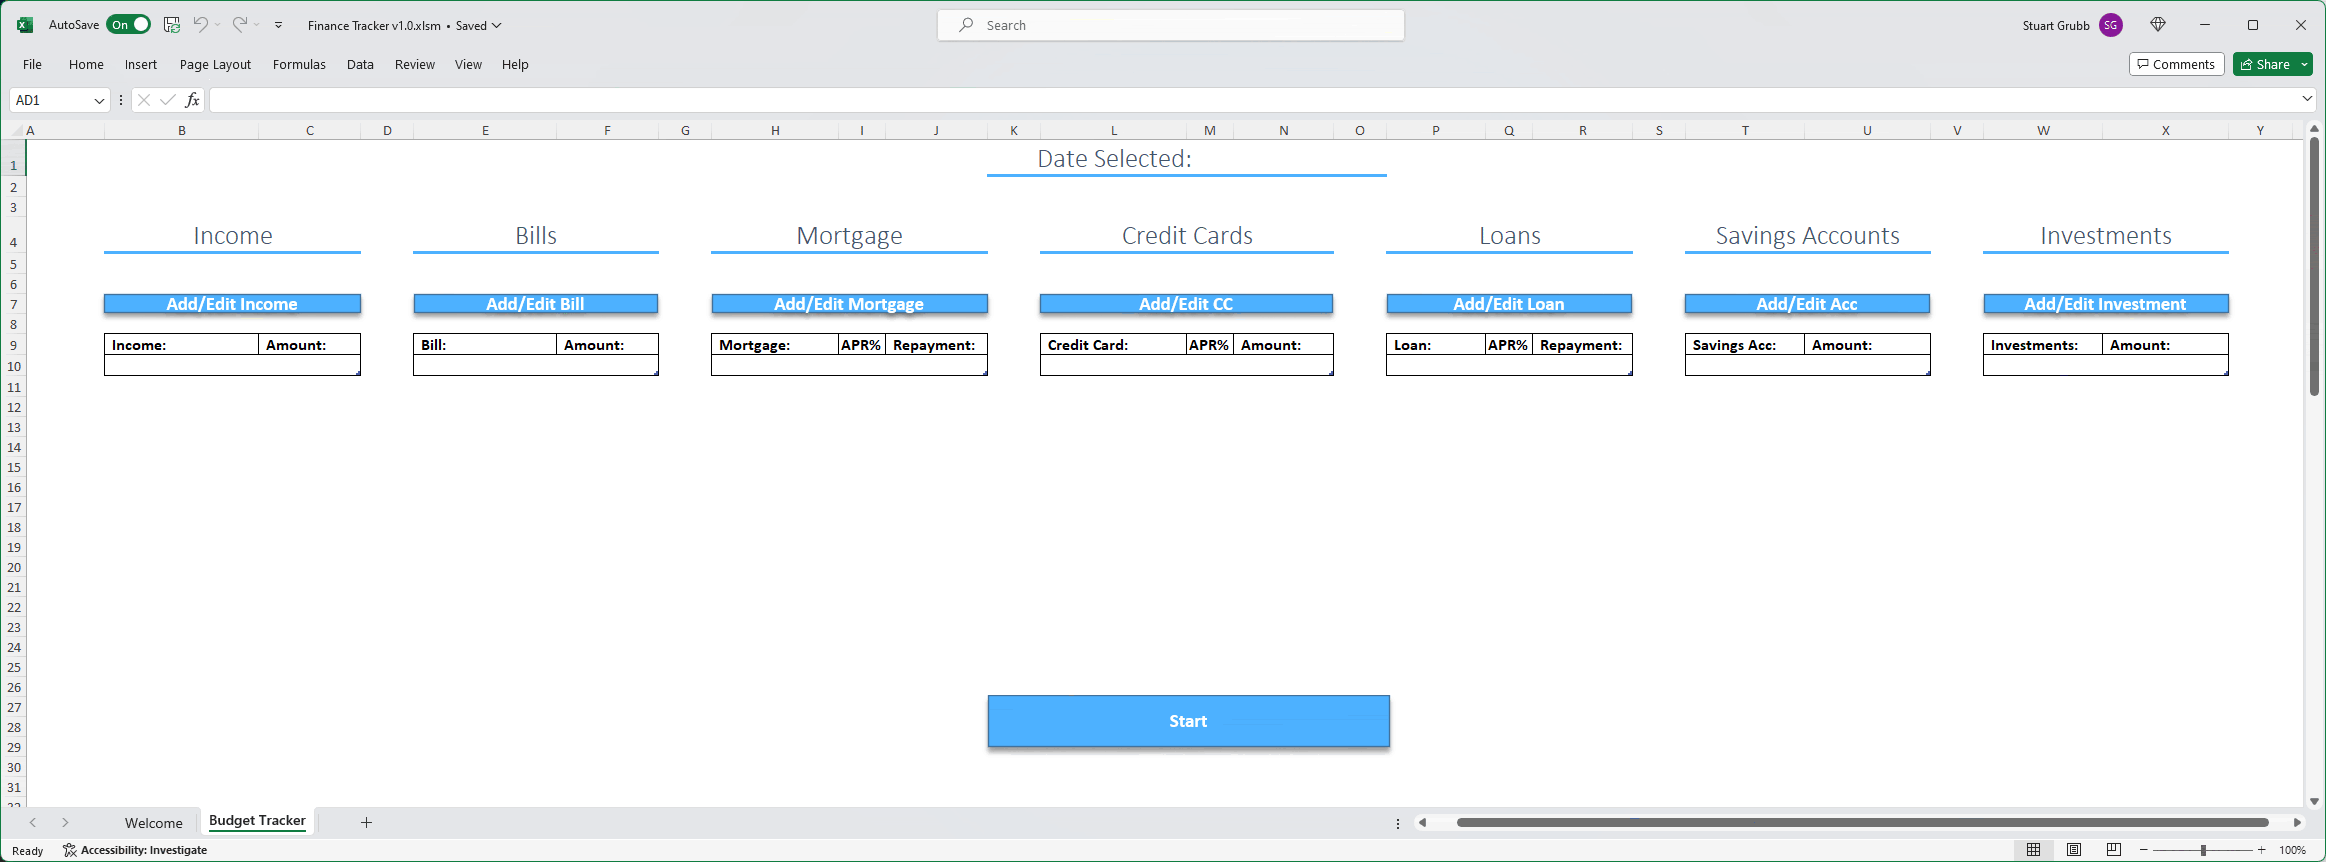 AutoSave On Finance Tracker v1.0.xlsm • Saved Search Stuart Grubb SG
File Home Insert Page Layout Formulas Data Review View Help Comments Share
AD1 fx
A B C D E F G H I J K L M N O P Q R S T U V W X Y
1 Date Selected:
2
3
4 Income Bills Mortgage Credit Cards Loans Savings Accounts Investments
5
6
7 Add/Edit Income Add/Edit Bill Add/Edit Mortgage Add/Edit CC Add/Edit Loan Add/Edit Acc Add/Edit Investment
8
9 Income: Amount: Bill: Amount: Mortgage: APR% Repayment: Credit Card: APR% Amount: Loan: APR% Repayment: Savings Acc: Amount: Investments: Amount:
10
11
12
13
14
15
16
17
18
19
20
21
22
23
24
25
26
27
28 Start
29
30
31
32
Welcome Budget Tracker
Ready Accessibility: Investigate 100%